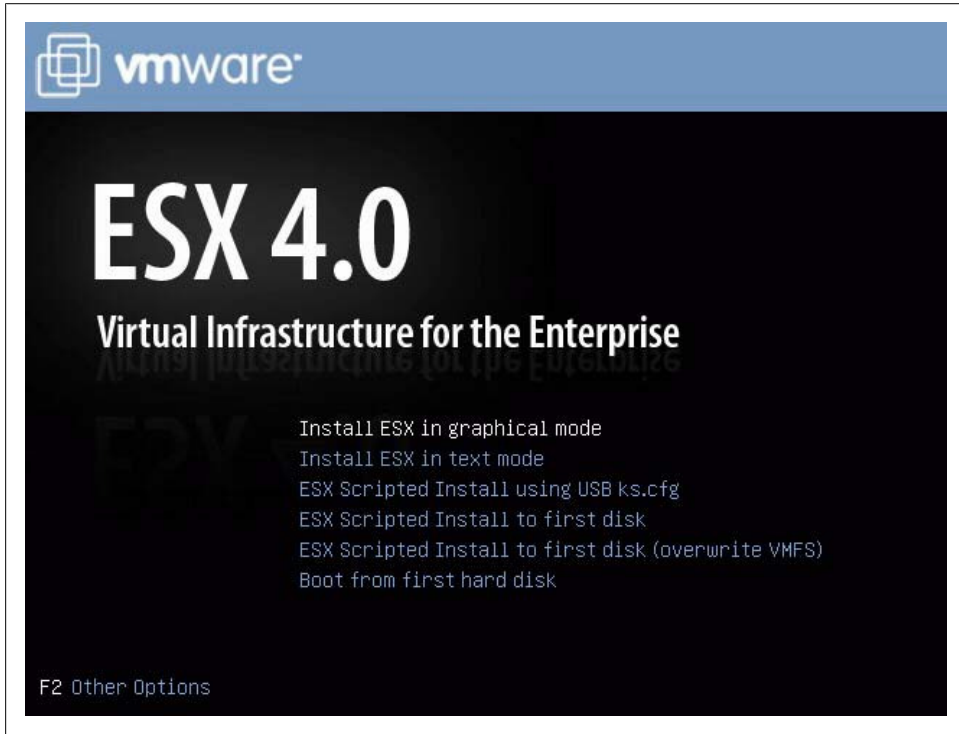 vmware
ESX 4.0
Virtual Infrastructure for the Enterprise
Install ESX in graphical mode
Install ESX in text mode
ESX Scripted Install using USB ks.cfg
ESX Scripted Install to first disk
ESX Scripted Install to first disk (overwrite VMFS)
Boot from first hard disk
F2 Other Options